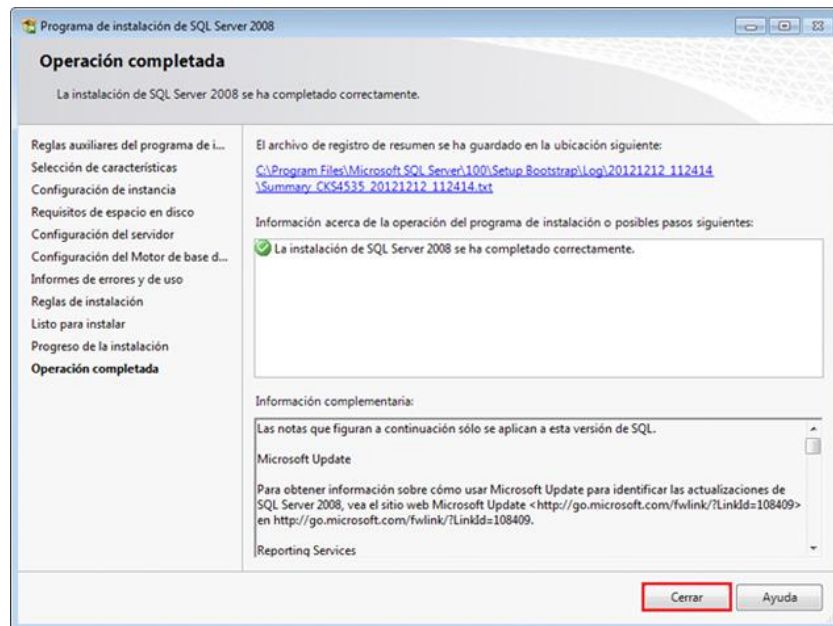 Programa de instalación de SQL Server 2008
Operación completada
La instalación de SQL Server 2008 se ha completado correctamente.
Reglas auxiliares del programa de i...
Selección de características
Configuración de instancia
Requisitos de espacio en disco
Configuración del servidor
Configuración del Motor de base d...
Informes de errores y de uso
Reglas de instalación
Listo para instalar
Progreso de la instalación
Operación completada
El archivo de registro de resumen se ha guardado en la ubicación siguiente:
C:\Program Files\Microsoft SQL Server\100\Setup Bootstrap\Log\20121212_112414
\Summary_CKS4535_20121212_112414.txt
Información acerca de la operación del programa de instalación o posibles pasos siguientes:
La instalación de SQL Server 2008 se ha completado correctamente.
Información complementaria:
Las notas que figuran a continuación sólo se aplican a esta versión de SQL.
Microsoft Update
Para obtener información sobre cómo usar Microsoft Update para identificar las actualizaciones de
SQL Server 2008, vea el sitio web Microsoft Update <http://go.microsoft.com/fwlink/?LinkId=108409>
en http://go.microsoft.com/fwlink/?LinkId=108409.
Reporting Services
Cerrar
Ayuda